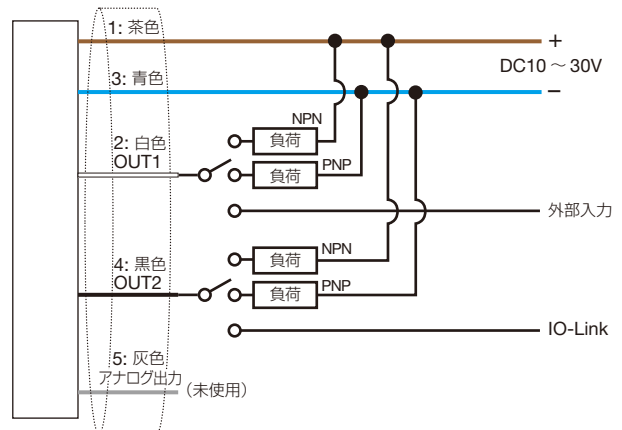 1: 茶色
+
DC10 ~ 30V
3: 青色
−
NPN
2: 白色
負荷
OUT1
PNP
負荷
外部入力
4: 黒色
NPN
負荷
OUT2
PNP
負荷
IO-Link
5: 灰色
アナログ出力
(未使用)